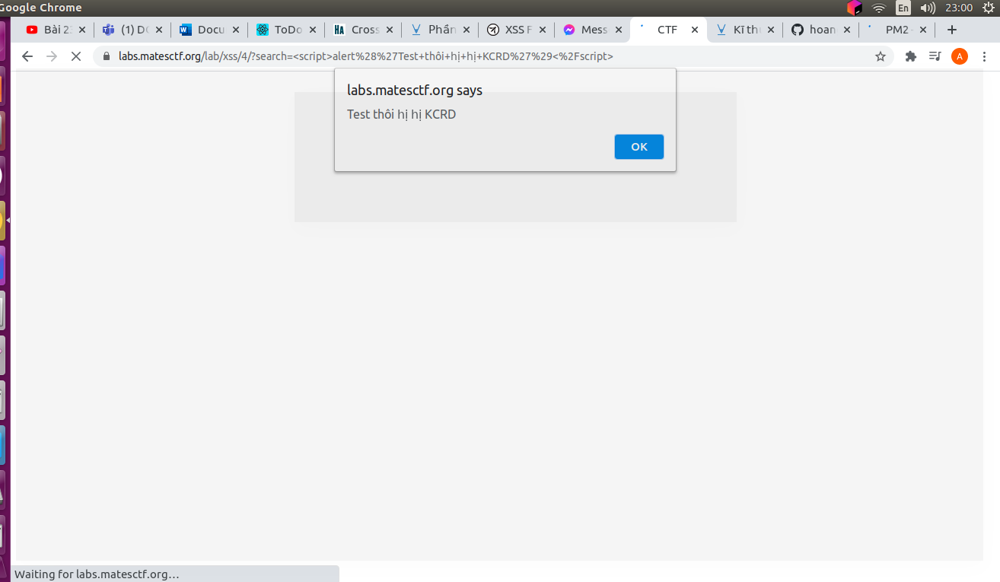 Google Chrome
En
23:00
Bài 2
(1) DC
Docu
ToDo
HA
Cross
Phần
XSS F
Mess
CTF
Kĩ thu
hoan
PM2 -
labs.matesctf.org/lab/xss/4/?search=<script>alert%28%27Test+thôi+hị+hị+KCRD%27%29<%2Fscript>
A
labs.matesctf.org says
Test thôi hị hị KCRD
OK
Waiting for labs.matesctf.org…